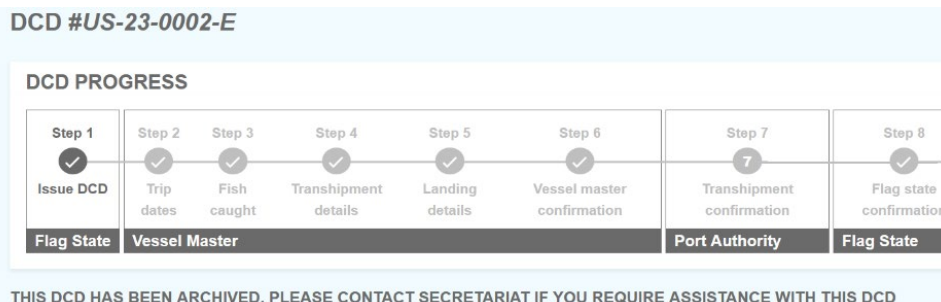 DCD #US-23-0002-E
DCD PROGRESS
Step 1 Step 2 Step 3 Step 4 Step 5 Step 6 Step 7 Step 8
7
Issue DCD Trip Fish Transhipment Landing Vessel master Transhipment Flag state
dates caught details details confirmation confirmation confirmation
Flag State Vessel Master Port Authority Flag State
THIS DCD HAS BEEN ARCHIVED. PLEASE CONTACT SECRETARIAT IF YOU REQUIRE ASSISTANCE WITH THIS DCD